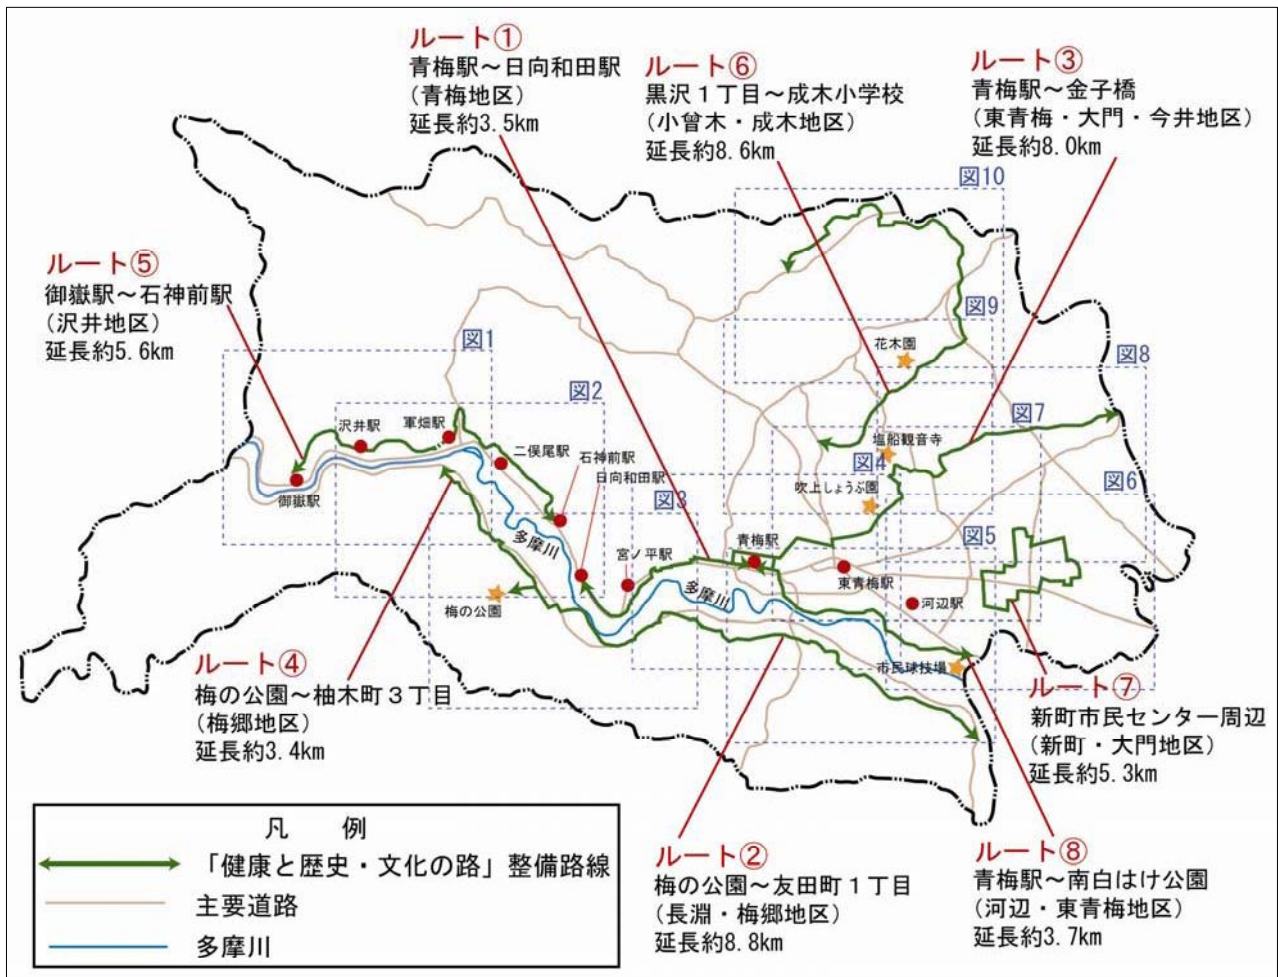 ルート①
青梅駅～日向和田駅
(青梅地区)
延長約3.5km
ルート⑥
黒沢1丁目～成木小学校
(小曾木・成木地区)
延長約8.6km
ルート③
青梅駅～金子橋
(東青梅・大門・今井地区)
延長約8.0km
図10
ルート⑤
御嶽駅～石神前駅
(沢井地区)
延長約5.6km
図1
図9
花木園
図8
図2
沢井駅
軍畑駅
図7
塩船観音寺
二俣尾駅
石神前駅
日向和田駅
図4
御嶽駅
吹上しょうぶ園
図6
図3
多摩川
青梅駅
図5
宮ノ平駅
東青梅駅
多摩川
梅の公園
河辺駅
市民球技場
ルート④
梅の公園～柚木町3丁目
(梅郷地区)
延長約3.4km
ルート⑦
新町市民センター周辺
(新町・大門地区)
延長約5.3km
凡 例
「健康と歴史・文化の路」整備路線
主要道路
多摩川
ルート②
梅の公園～友田町1丁目
(長淵・梅郷地区)
延長約8.8km
ルート⑧
青梅駅～南白はけ公園
(河辺・東青梅地区)
延長約3.7km